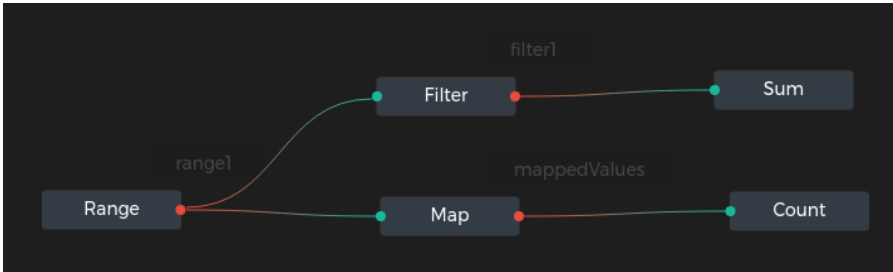 filter1
Filter
Sum
range1
mappedValues
Range
Map
Count